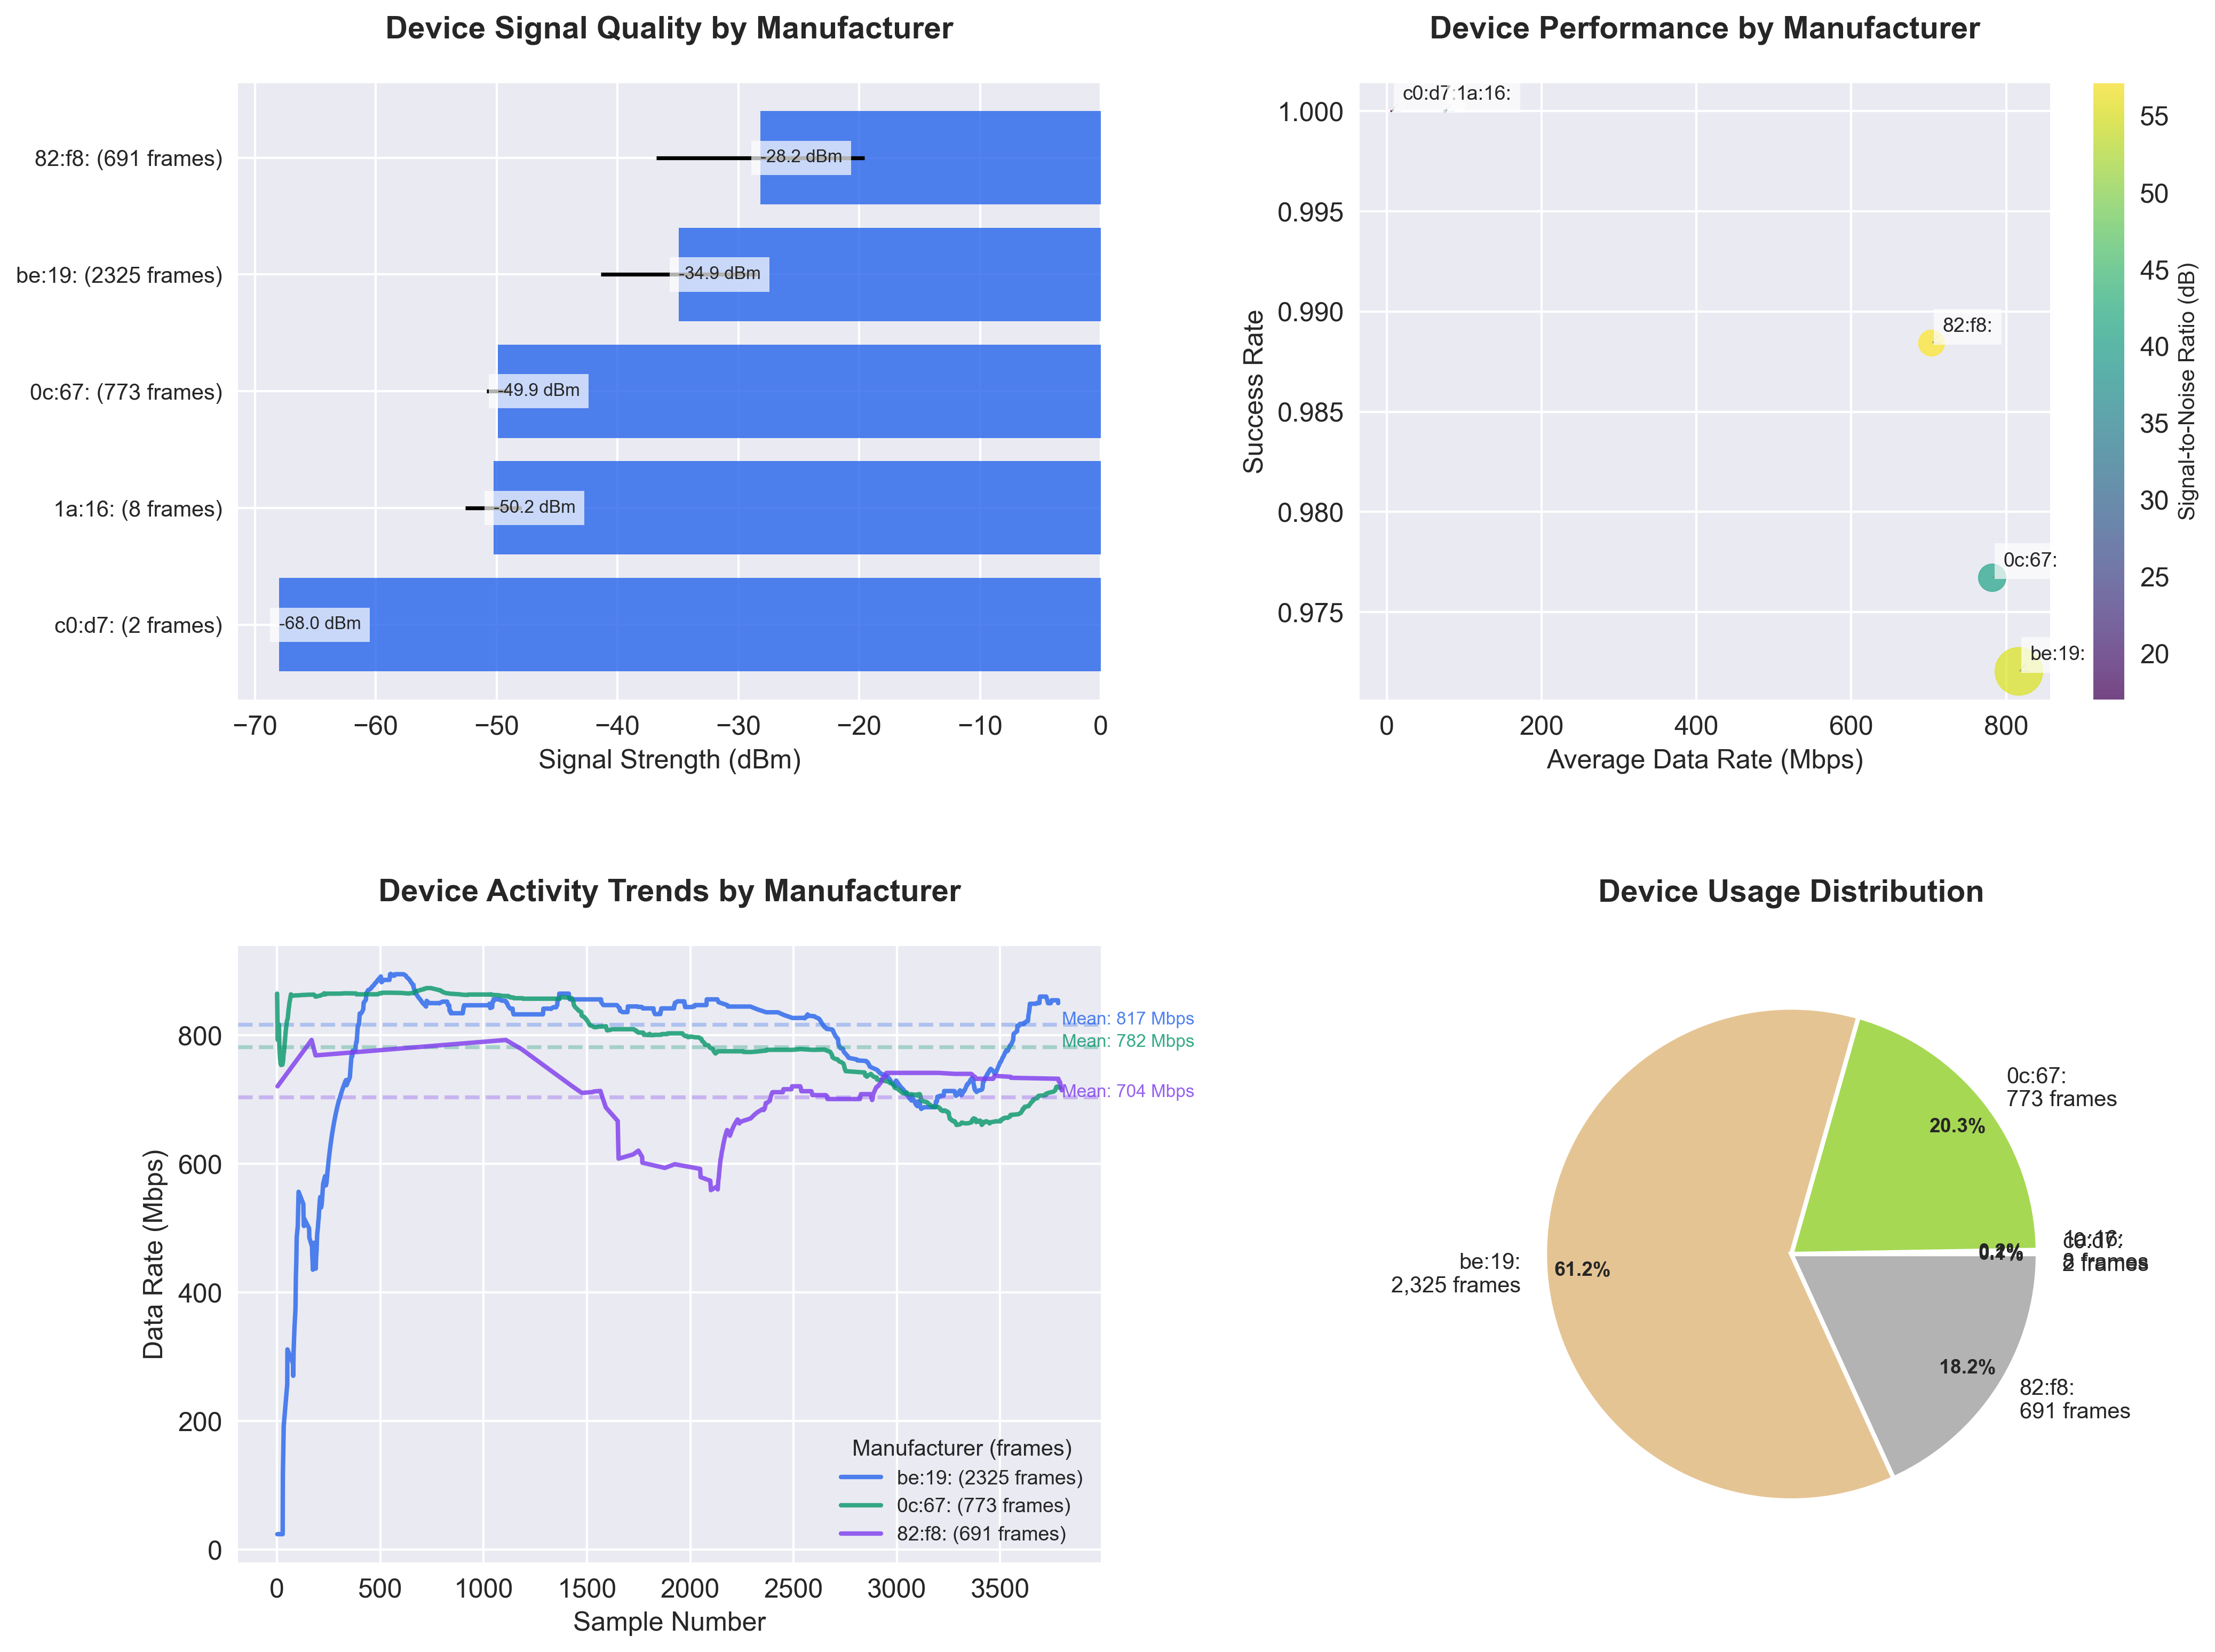 Device Signal Quality by Manufacturer
82:f8: (691 frames)
be:19: (2325 frames)
0c:67: (773 frames)
1a:16: (8 frames)
c0:d7: (2 frames)
-28.2 dBm
-34.9 dBm
-49.9 dBm
-50.2 dBm
-68.0 dBm
−70 −60 −50 −40 −30 −20 −10 0
Signal Strength (dBm)
Device Performance by Manufacturer
c0:d7:1a:16:
82:f8:
0c:67:
be:19:
1.000
0.995
0.990
0.985
0.980
0.975
Success Rate
0 200 400 600 800
Average Data Rate (Mbps)
55
50
45
40
35
30
25
20
Signal-to-Noise Ratio (dB)
Device Activity Trends by Manufacturer
800
600
400
200
0
Data Rate (Mbps)
Mean: 817 Mbps
Mean: 782 Mbps
Mean: 704 Mbps
Manufacturer (frames)
be:19: (2325 frames)
0c:67: (773 frames)
82:f8: (691 frames)
0 500 1000 1500 2000 2500 3000 3500
Sample Number
Device Usage Distribution
0c:67:
773 frames
20.3%
be:19:
2,325 frames
61.2%
18.2%
82:f8:
691 frames
c0:d7:
2 frames